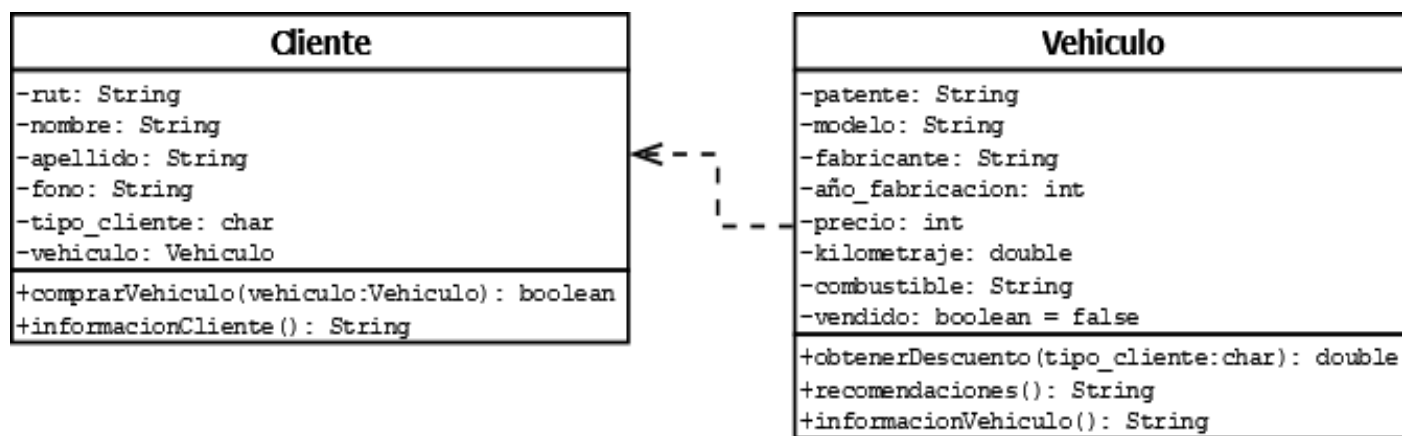 Cliente
-rut: String
-nombre: String
-apellido: String
-fono: String
-tipo_cliente: char
-vehiculo: Vehiculo
+comprarVehiculo(vehiculo:Vehiculo): boolean
+informacionCliente(): String
Vehiculo
-patente: String
-modelo: String
-fabricante: String
-año_fabricacion: int
-precio: int
-kilometraje: double
-combustible: String
-vendido: boolean = false
+obtenerDescuento(tipo_cliente:char): double
+recomendaciones(): String
+informacionVehiculo(): String